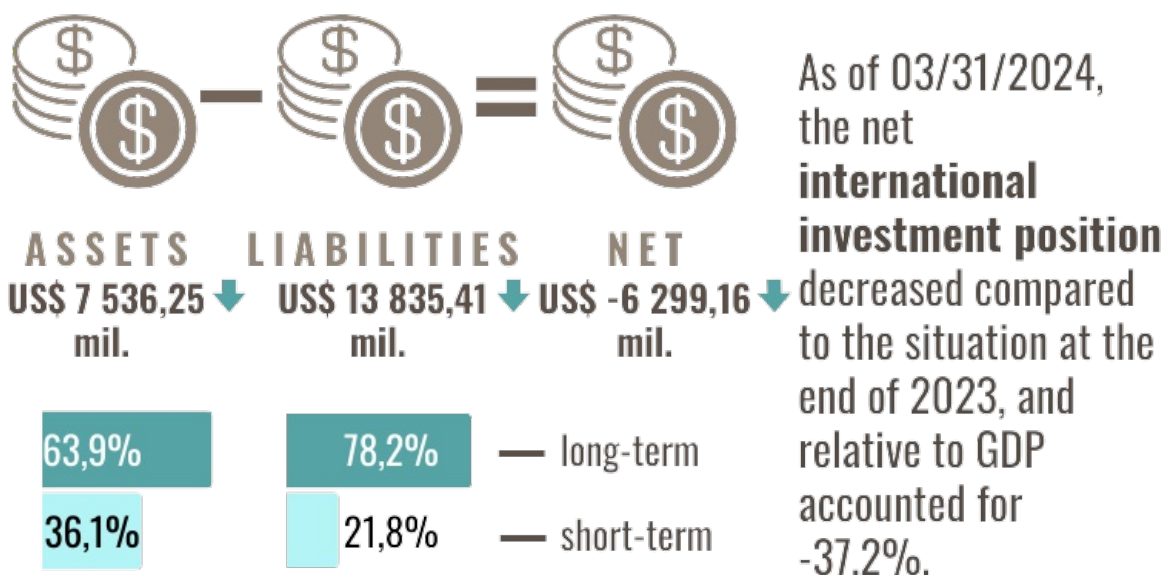 $ $ $ $ $ $
ASSETS
US$ 7 536,25
mil.
LIABILITIES
US$ 13 835,41
mil.
NET
US$ -6 299,16
mil.
63,9%
36,1%
78,2%
21,8%
long-term
short-term
As of 03/31/2024,
the net
international
investment position
decreased compared
to the situation at the
end of 2023, and
relative to GDP
accounted for
-37,2%.